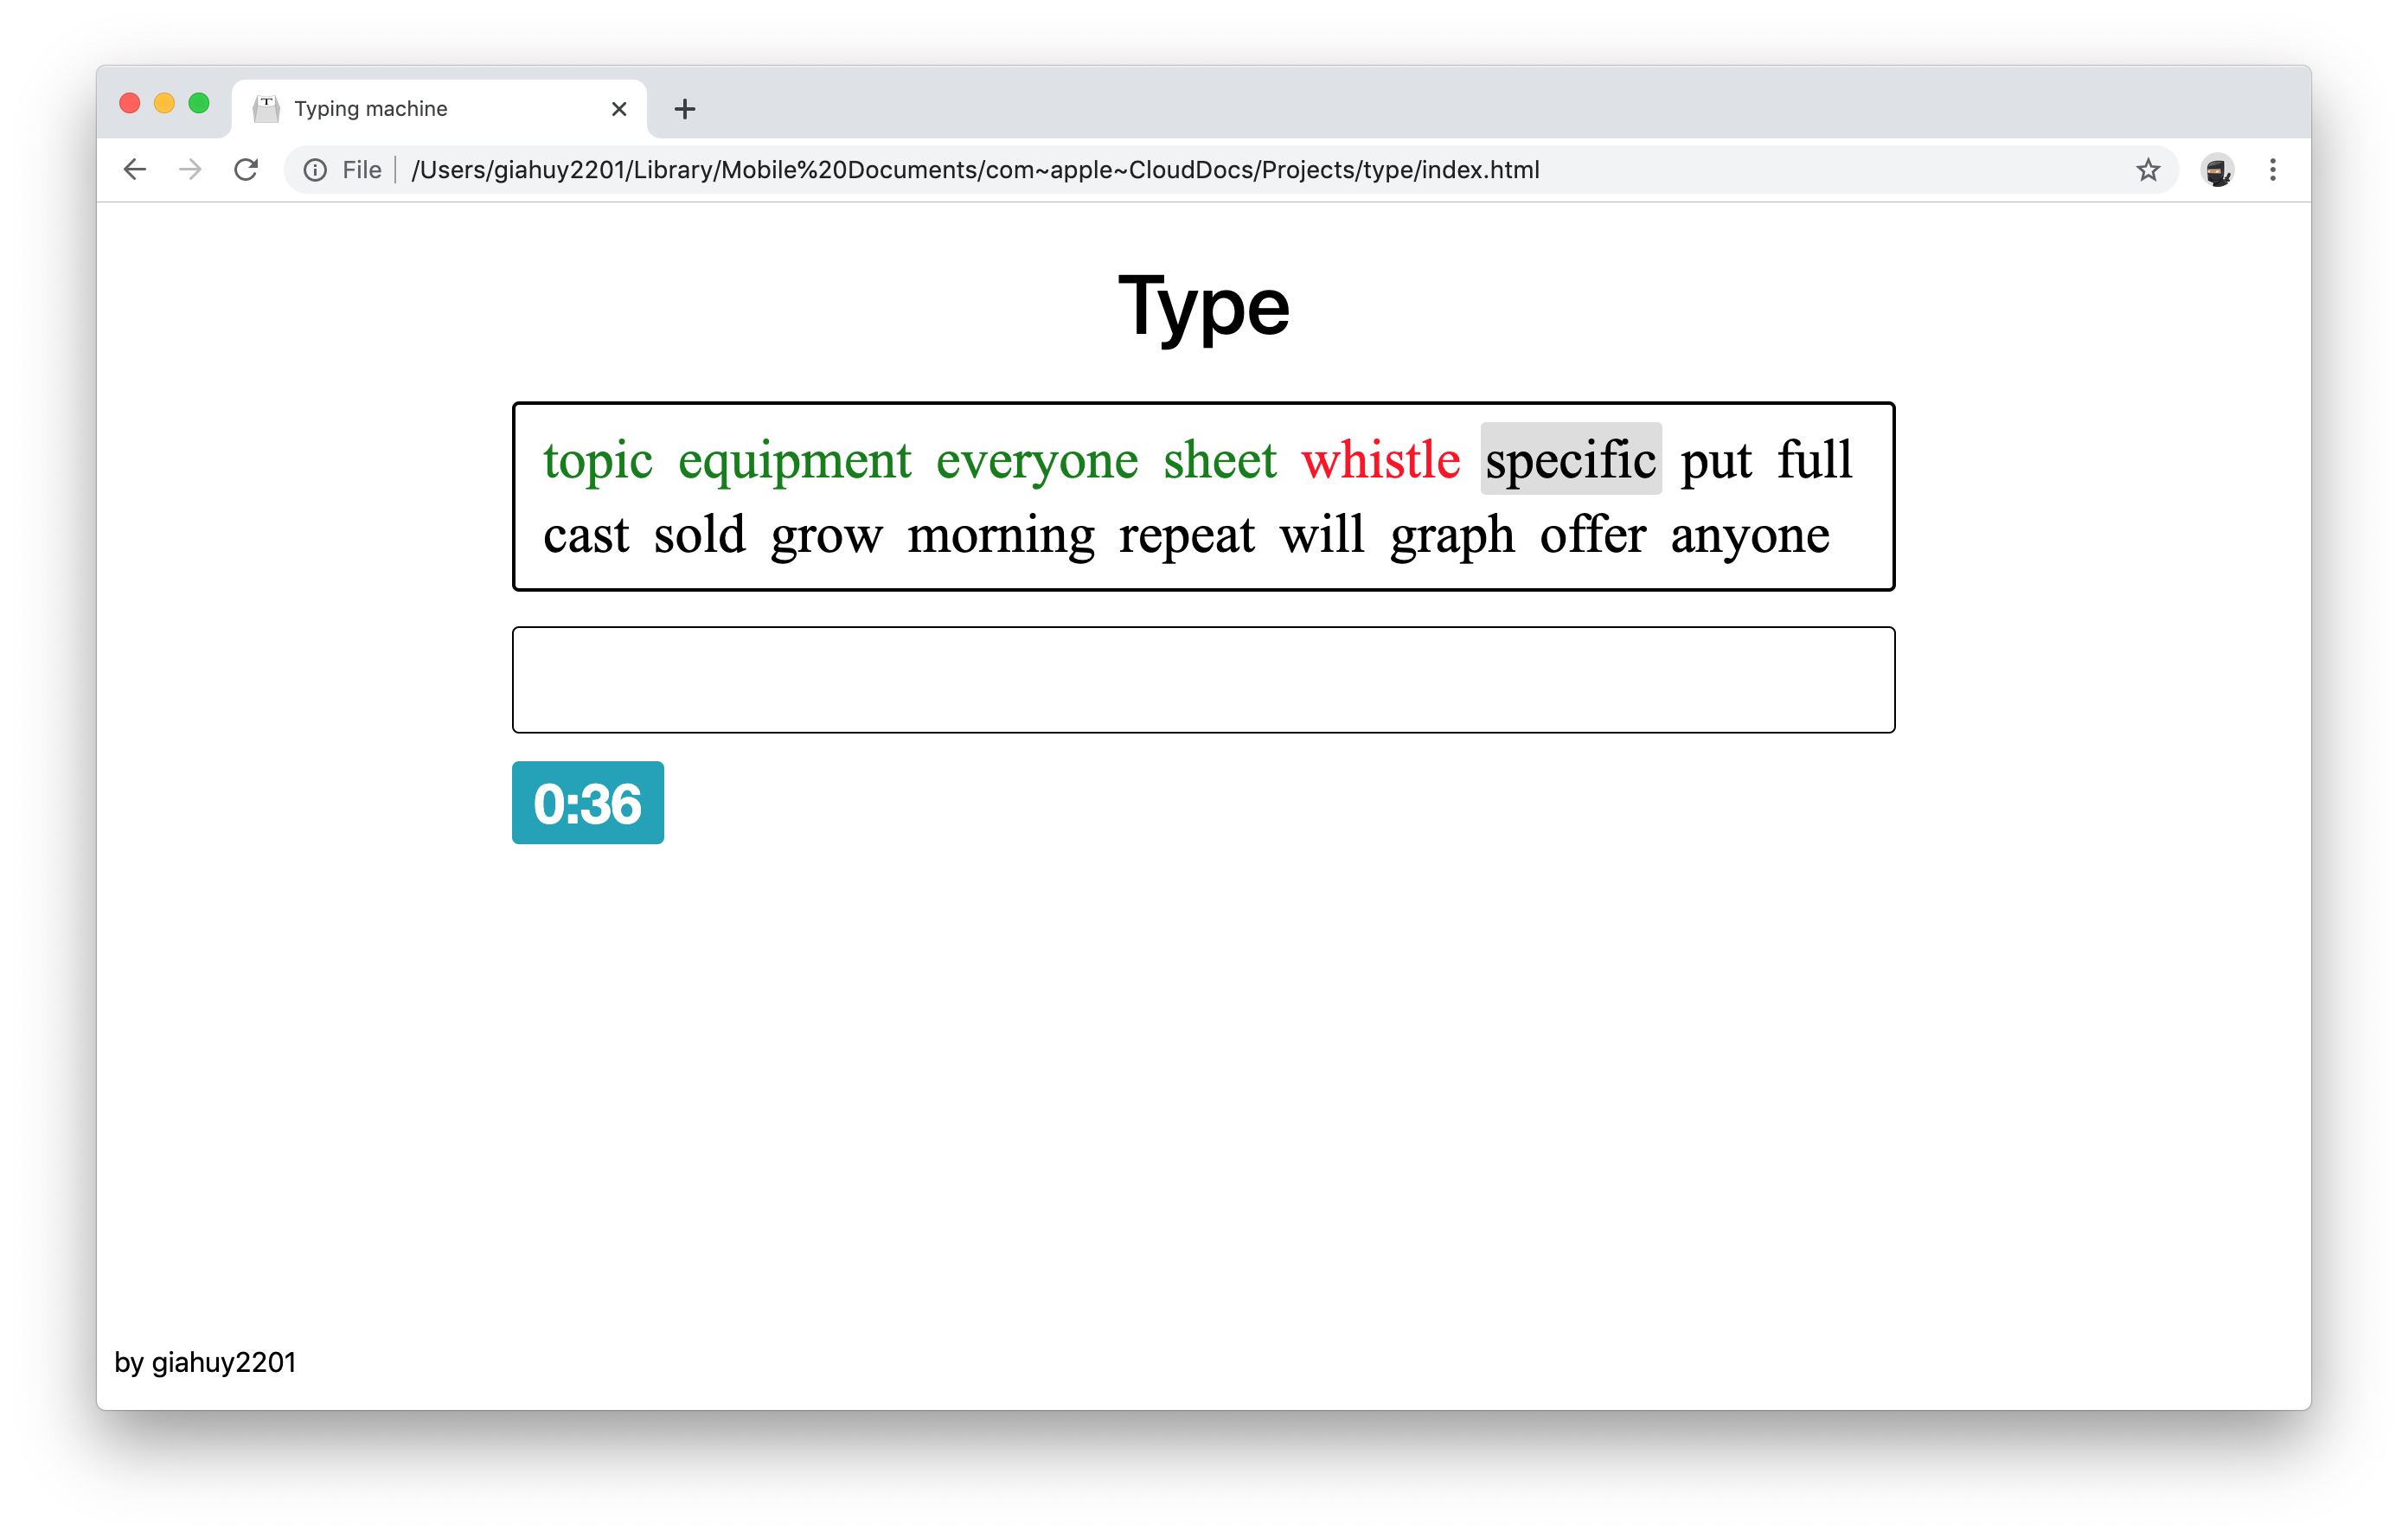 Typing machine
File /Users/giahuy2201/Library/Mobile%20Documents/com~apple~CloudDocs/Projects/type/index.html
Type
topic equipment everyone sheet whistle specific put full
cast sold grow morning repeat will graph offer anyone
0:36
by giahuy2201